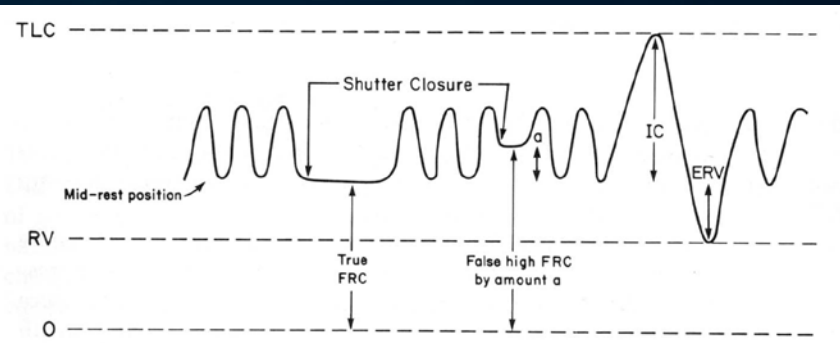 TLC
Shutter Closure
a
IC
Mid-rest position
ERV
RV
True
FRC
False high FRC
by amount a
O